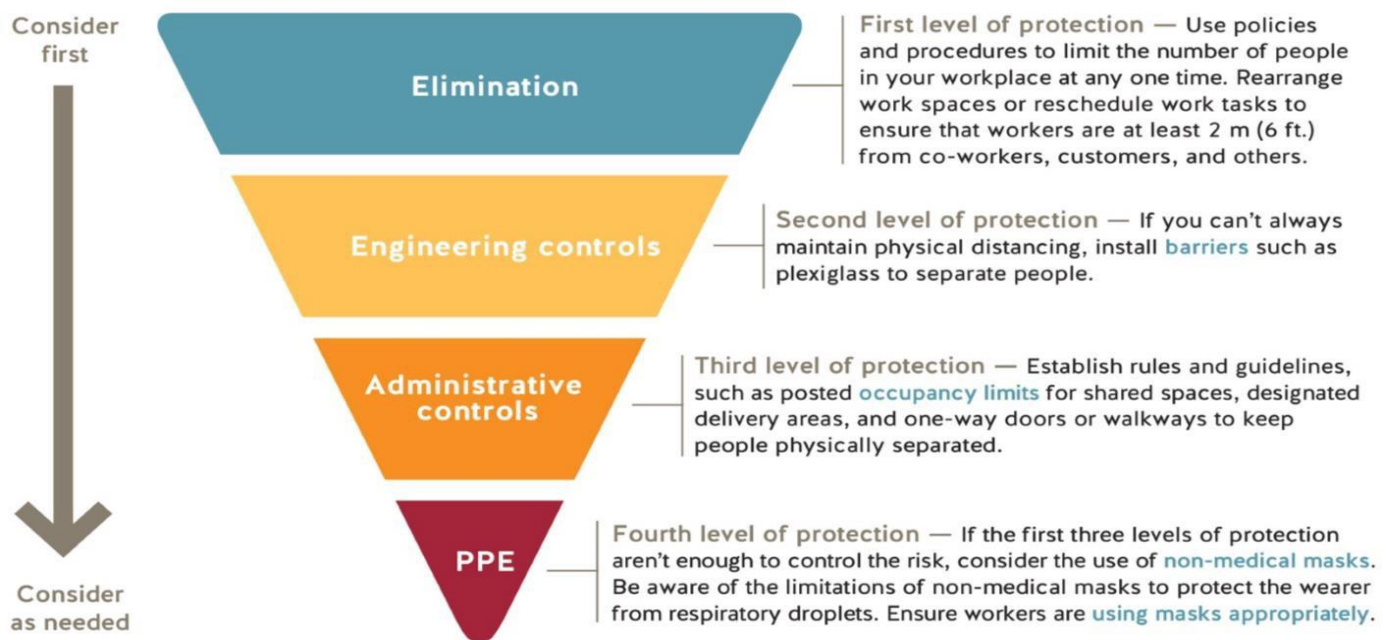 Consider
first
Elimination
First level of protection — Use policies
and procedures to limit the number of people
in your workplace at any one time. Rearrange
work spaces or reschedule work tasks to
ensure that workers are at least 2 m (6 ft.)
from co-workers, customers, and others.
Engineering controls
Second level of protection — If you can't always
maintain physical distancing, install barriers such as
plexiglass to separate people.
Administrative
controls
Third level of protection — Establish rules and guidelines,
such as posted occupancy limits for shared spaces, designated
delivery areas, and one-way doors or walkways to keep
people physically separated.
PPE
Fourth level of protection — If the first three levels of protection
aren't enough to control the risk, consider the use of non-medical masks.
Be aware of the limitations of non-medical masks to protect the wearer
from respiratory droplets. Ensure workers are using masks appropriately.
Consider
as needed